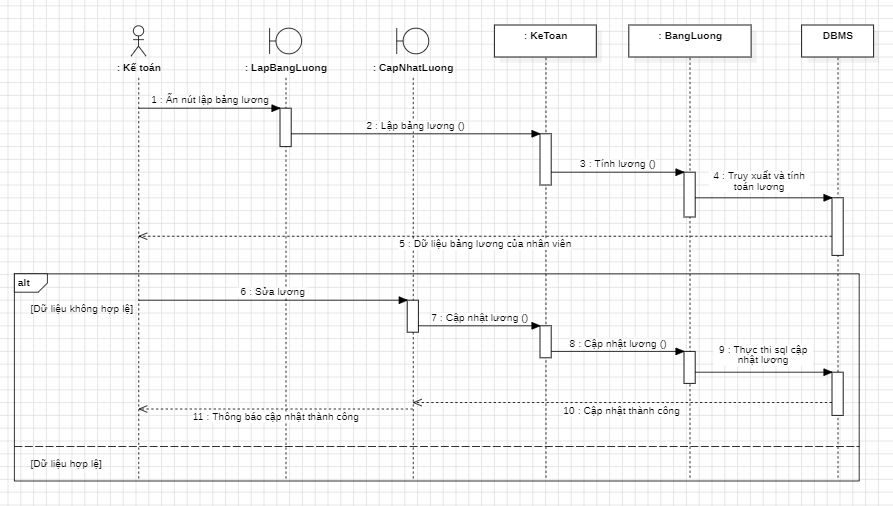 : Kế toán
: LapBangLuong
: CapNhatLuong
: KeToan
: BangLuong
DBMS
1 : Ấn nút lập bảng lương
2 : Lập bảng lương ()
3 : Tính lương ()
4 : Truy xuất và tính
toán lương
5 : Dữ liệu bảng lương của nhân viên
alt
[Dữ liệu không hợp lệ]
6 : Sửa lương
7 : Cập nhật lương ()
8 : Cập nhật lương ()
9 : Thực thi sql cập
nhật lương
10 : Cập nhật thành công
11 : Thông báo cập nhật thành công
[Dữ liệu hợp lệ]